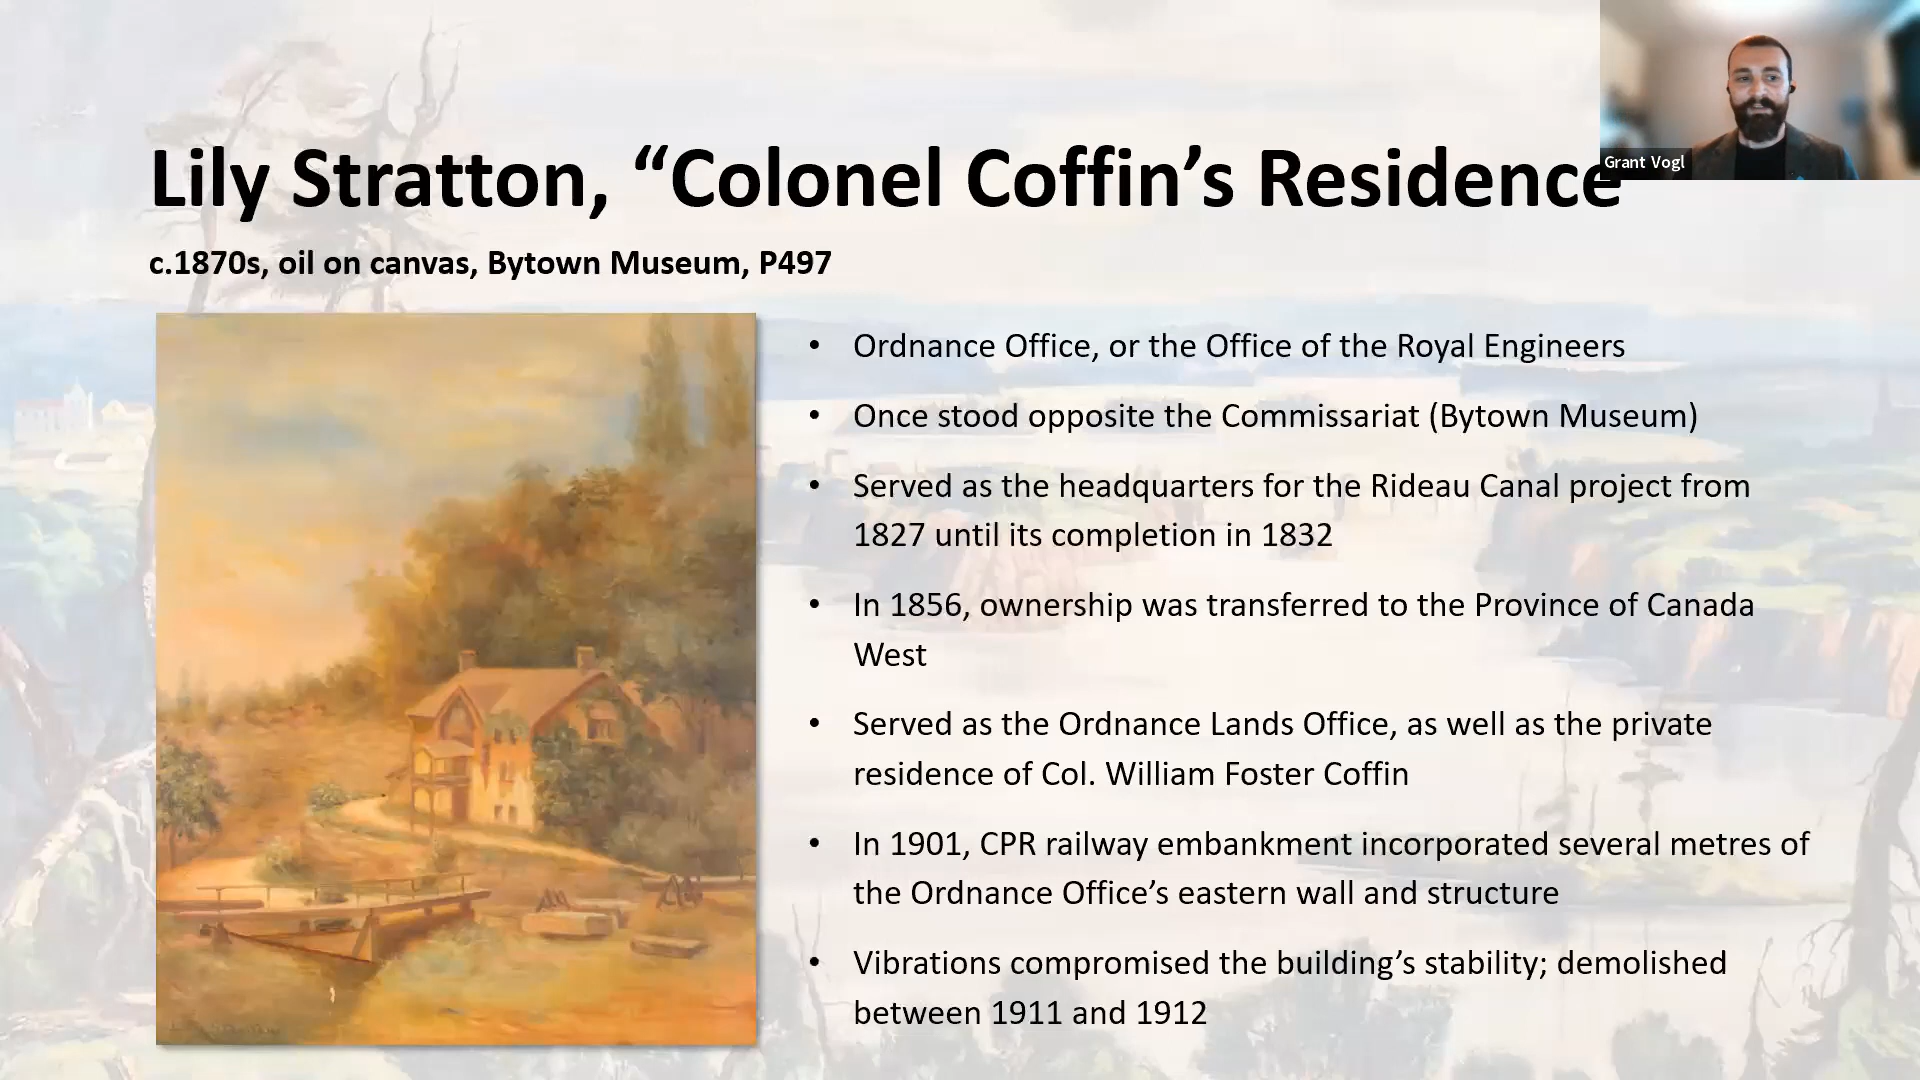 Grant Vogl
Lily Stratton, “Colonel Coffin’s Residence
c.1870s, oil on canvas, Bytown Museum, P497
• Ordnance Office, or the Office of the Royal Engineers
• Once stood opposite the Commissariat (Bytown Museum)
• Served as the headquarters for the Rideau Canal project from
1827 until its completion in 1832
• In 1856, ownership was transferred to the Province of Canada
West
• Served as the Ordnance Lands Office, as well as the private
residence of Col. William Foster Coffin
• In 1901, CPR railway embankment incorporated several metres of
the Ordnance Office’s eastern wall and structure
• Vibrations compromised the building’s stability; demolished
between 1911 and 1912